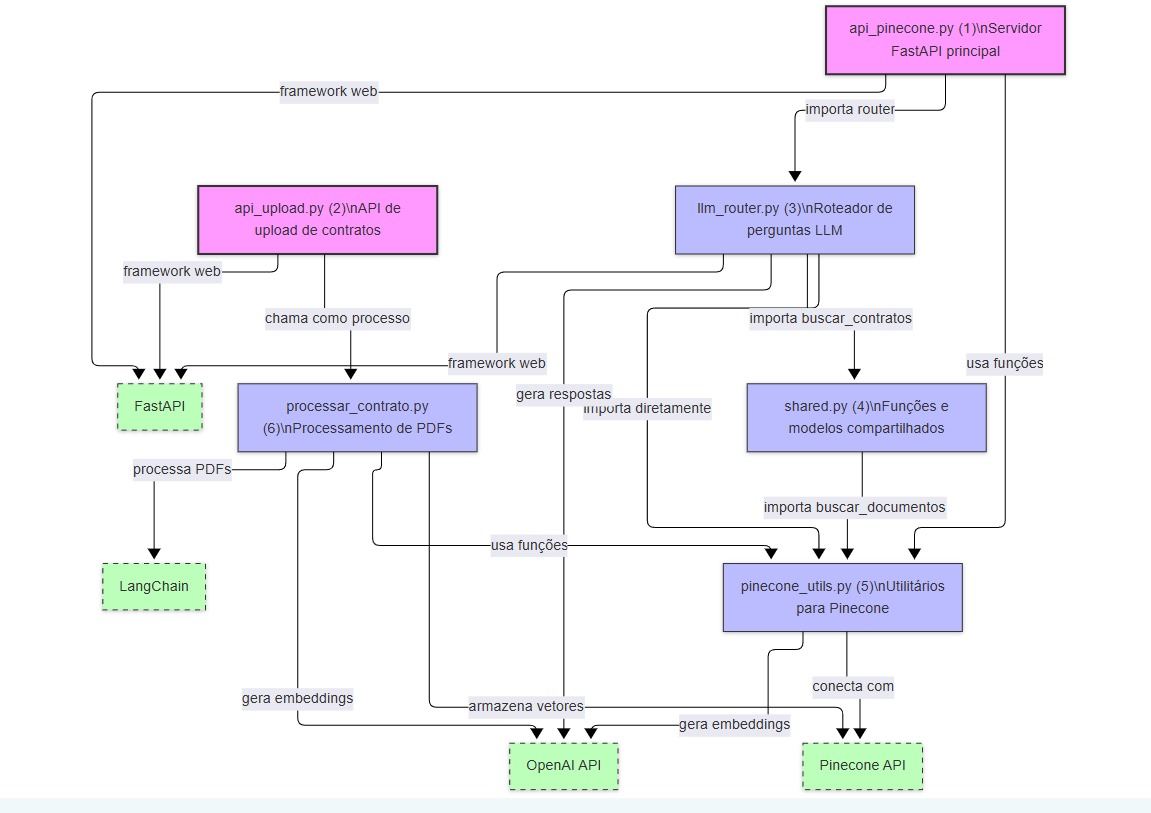 api_pinecone.py (1)\nServidor
FastAPI principal
framework web
importa router
api_upload.py (2)\nAPI de
upload de contratos
llm_router.py (3)\nRoteador de
perguntas LLM
framework web
chama como processo
importa buscar_contratos
framework web
usa funções
gera respostas
importa diretamente
FastAPI
processar_contrato.py
(6)\nProcessamento de PDFs
shared.py (4)\nFunções e
modelos compartilhados
processa PDFs
importa buscar_documentos
usa funções
LangChain
pinecone_utils.py (5)\nUtilitários
para Pinecone
gera embeddings
conecta com
armazena vetores
gera embeddings
OpenAI API
Pinecone API